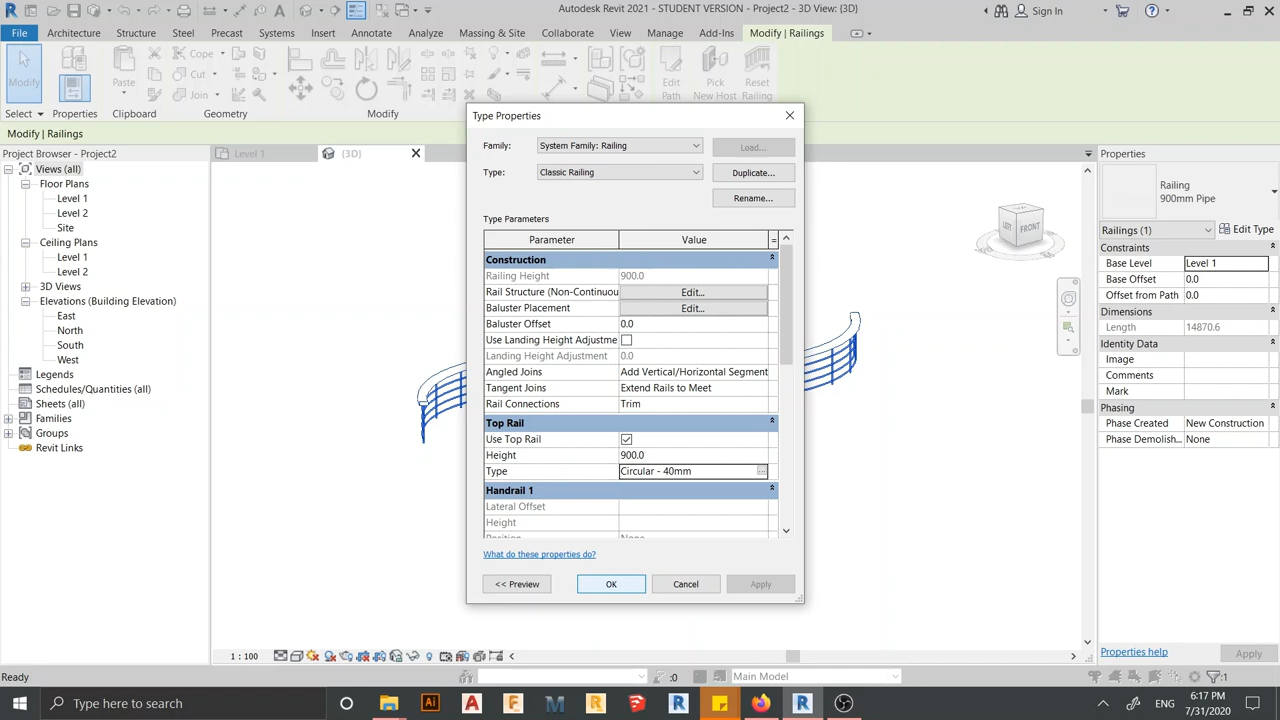 Autodesk Revit 2021 - STUDENT VERSION - Project2 - 3D View: {3D}
Sign In
File Architecture Structure Steel Precast Systems Insert Annotate Analyze Massing & Site Collaborate View Manage Add-Ins Modify | Railings
Modify
Paste
Cope
Cut
Join
Edit
Path
Pick
New Host
Reset
Railing
Select Properties Clipboard Geometry Modify
Modify | Railings
Project Browser - Project2
Views (all)
Floor Plans
Level 1
Level 2
Site
Ceiling Plans
Level 1
Level 2
3D Views
Elevations (Building Elevation)
East
North
South
West
Legends
Schedules/Quantities (all)
Sheets (all)
Families
Groups
Revit Links
Level 1
{3D}
Type Properties
Family: System Family: Railing Load...
Type: Classic Railing Duplicate...
Rename...
Type Parameters
Parameter Value =
Construction
Railing Height 900.0
Rail Structure (Non-Continuou Edit...
Baluster Placement Edit...
Baluster Offset 0.0
Use Landing Height Adjustme
Landing Height Adjustment 0.0
Angled Joins Add Vertical/Horizontal Segment
Tangent Joins Extend Rails to Meet
Rail Connections Trim
Top Rail
Use Top Rail
Height 900.0
Type Circular - 40mm
Handrail 1
Lateral Offset
Height
Position None
What do these properties do?
<< Preview OK Cancel Apply
LEFT FRONT
Properties
Railing
900mm Pipe
Railings (1) Edit Type
Constraints
Base Level Level 1
Base Offset 0.0
Offset from Path 0.0
Dimensions
Length 14870.6
Identity Data
Image
Comments
Mark
Phasing
Phase Created New Construction
Phase Demolish... None
Properties help Apply
1 : 100
Ready
:0
Main Model
:1
Type here to search
ENG
6:17 PM
7/31/2020